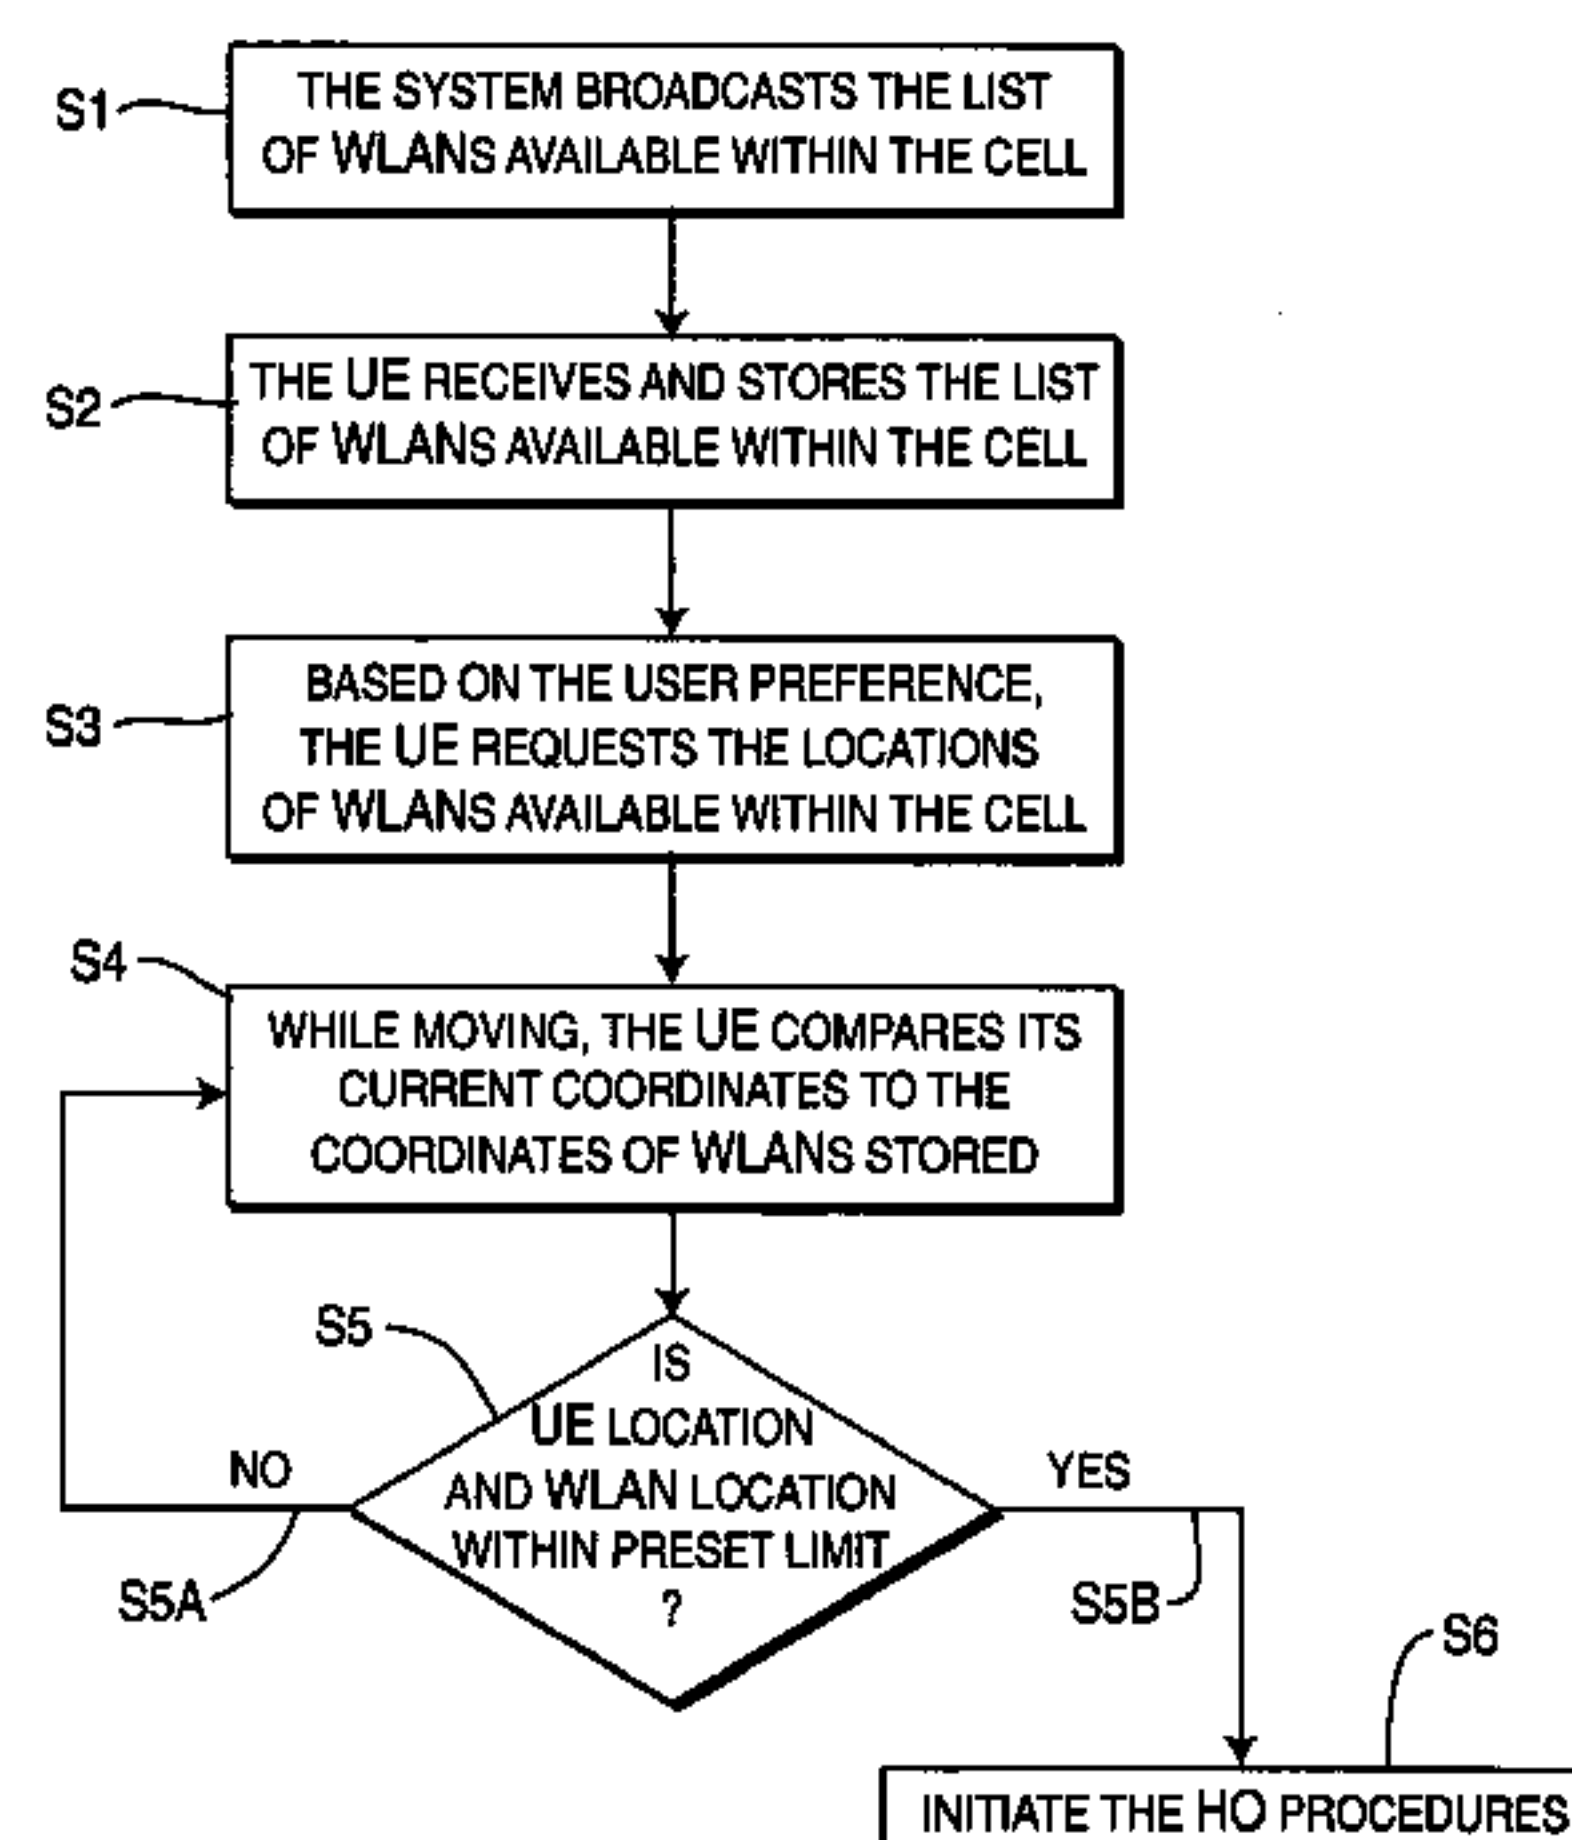 S1
THE SYSTEM BROADCASTS THE LIST
OF WLANS AVAILABLE WITHIN THE CELL
S2
THE UE RECEIVES AND STORES THE LIST
OF WLANS AVAILABLE WITHIN THE CELL
S3
BASED ON THE USER PREFERENCE,
THE UE REQUESTS THE LOCATIONS
OF WLANS AVAILABLE WITHIN THE CELL
S4
WHILE MOVING, THE UE COMPARES ITS
CURRENT COORDINATES TO THE
COORDINATES OF WLANS STORED
S5
IS
UE LOCATION
AND WLAN LOCATION
WITHIN PRESET LIMIT
?
NO
YES
S5A
S5B
S6
INITIATE THE HO PROCEDURES